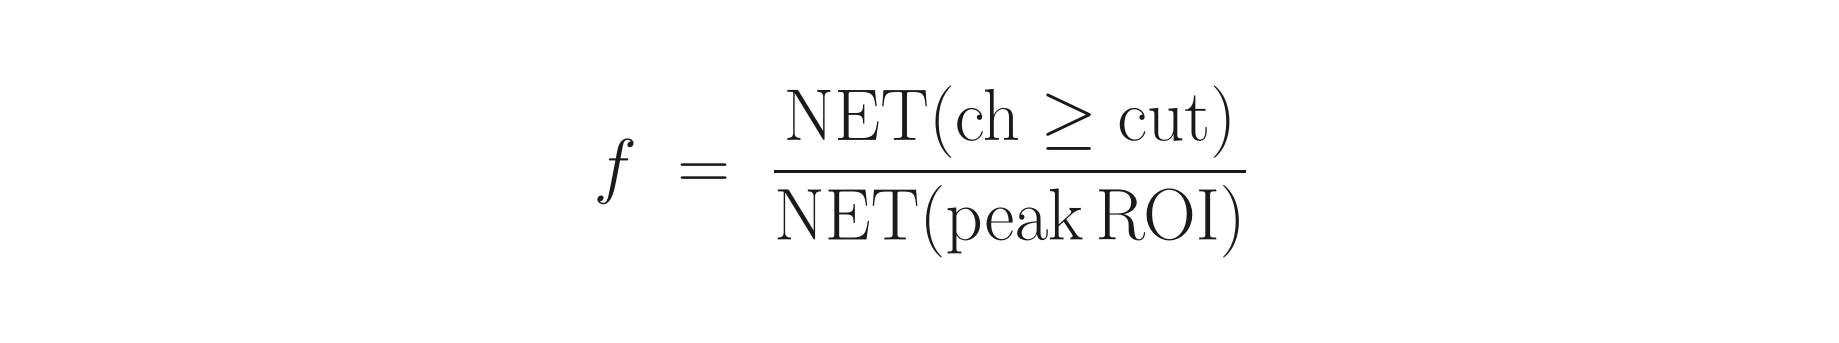 f = NET(ch ≥ cut) / NET(peak ROI)